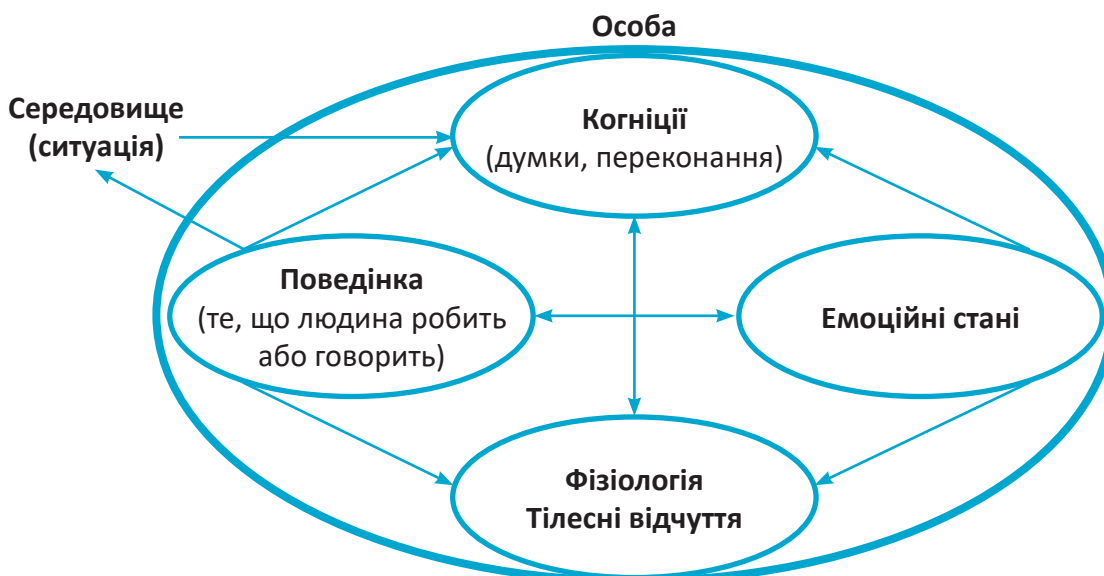 Особа
Середовище
(ситуація)
Когніції
(думки, переконання)
Поведінка
(те, що людина робить
або говорить)
Емоційні стані
Фізіологія
Тілесні відчуття